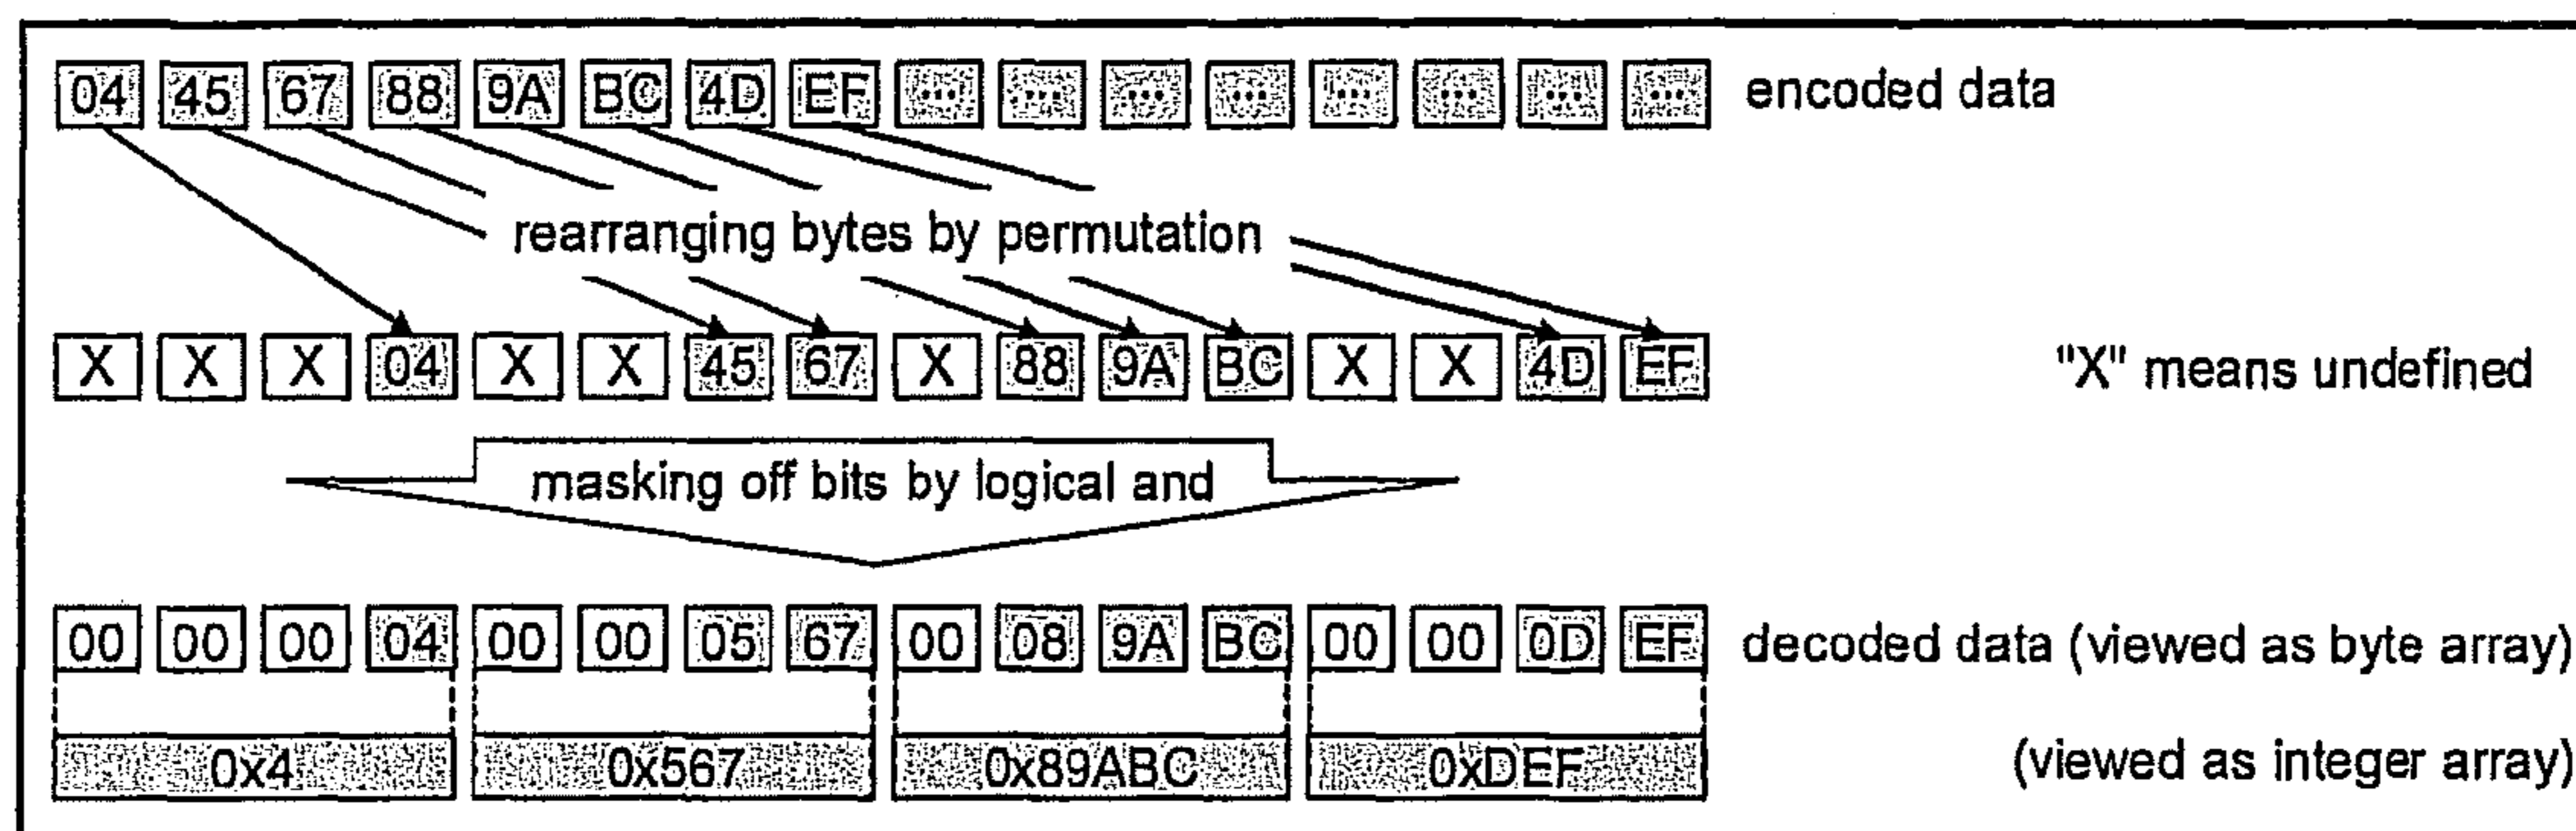 04 45 67 88 9A BC 4D EF ... ... ... ... ... ... ... ... encoded data
rearranging bytes by permutation
X X X 04 X X 45 67 X 88 9A BC X X 4D EF "X" means undefined
masking off bits by logical and
00 00 00 04 00 00 05 67 00 08 9A BC 00 00 0D EF decoded data (viewed as byte array)
0x4 0x567 0x89ABC 0xDEF (viewed as integer array)